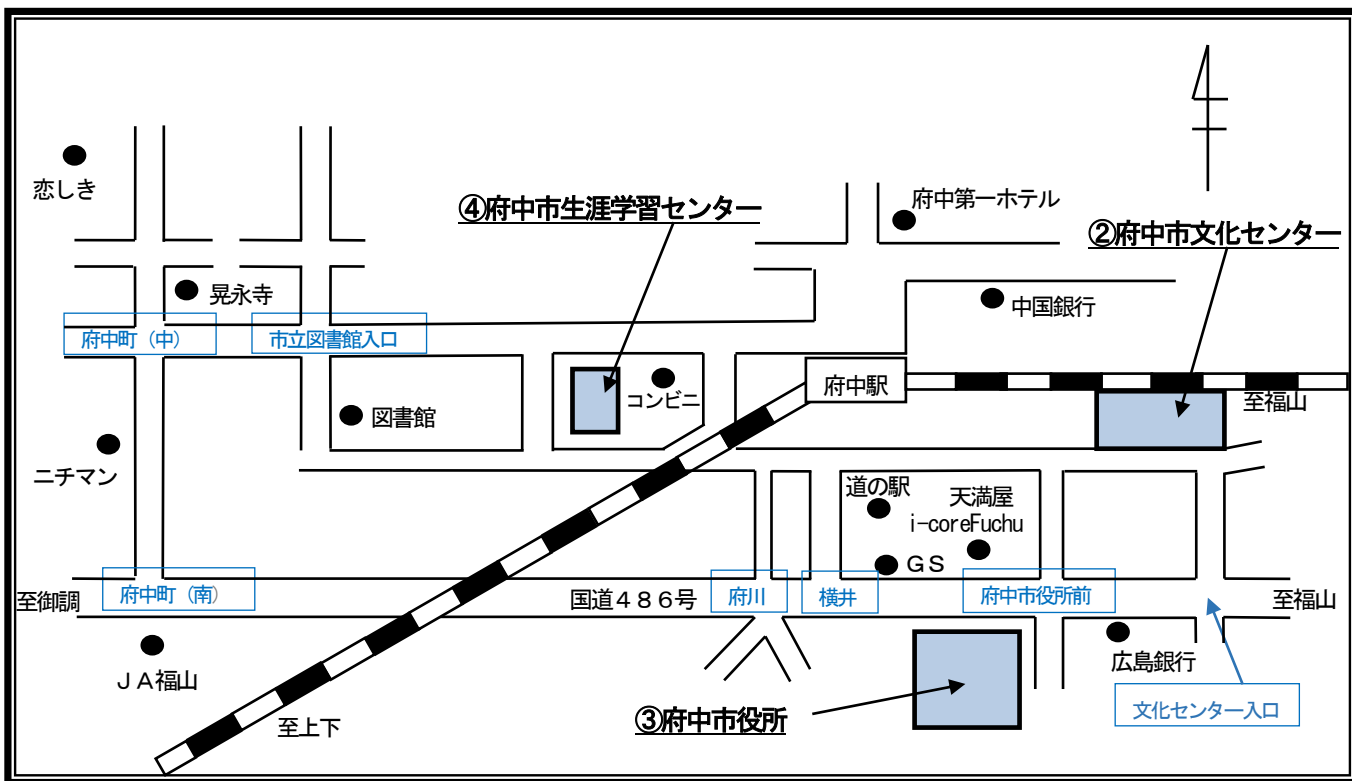 恋しき
④府中市生涯学習センター
府中第一ホテル
②府中市文化センター
晃永寺
中国銀行
府中町（中）
市立図書館入口
府中駅
コンビニ
至福山
図書館
ニチマン
道の駅
天満屋
i-coreFuchu
ＧＳ
至御調
府中町（南）
国道４８６号
府川
横井
府中市役所前
至福山
ＪＡ福山
広島銀行
③府中市役所
文化センター入口
至上下